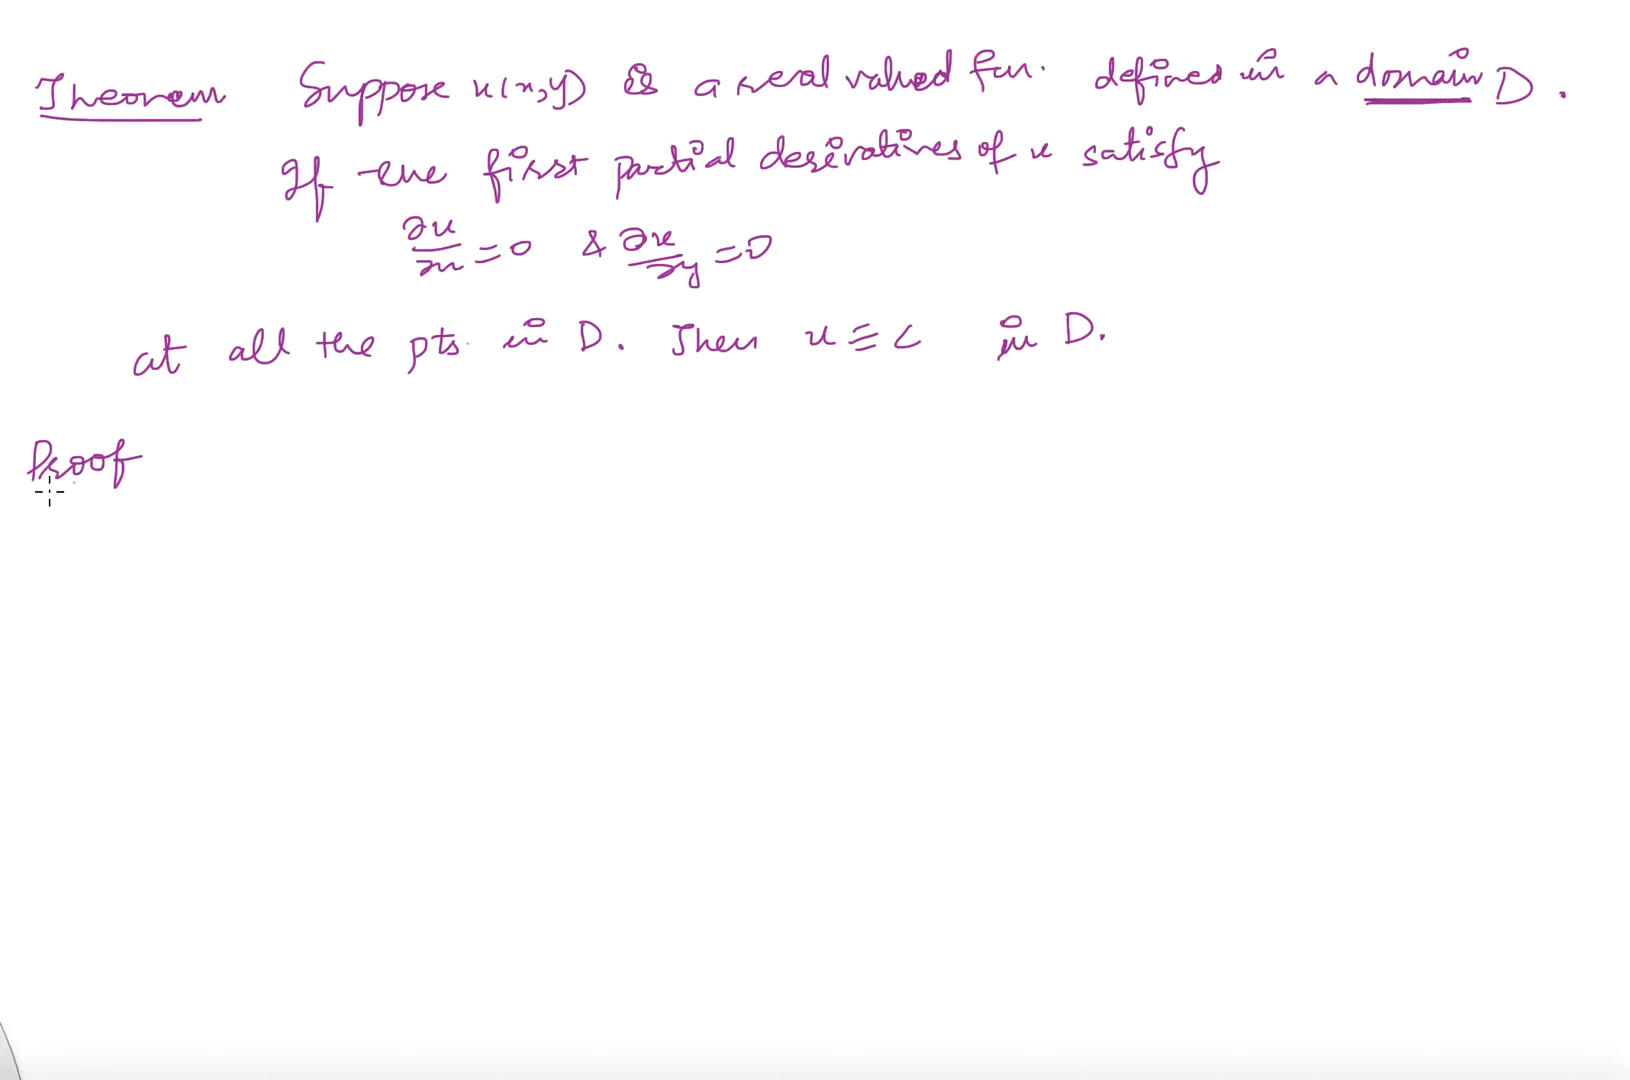 Theorem Suppose u(x,y) is a real valued fun. defined in a domain D.
If the first partial derivatives of u satisfy
∂u/∂x = 0 & ∂u/∂y = 0
at all the pts. in D. Then u ≡ c in D.
Proof